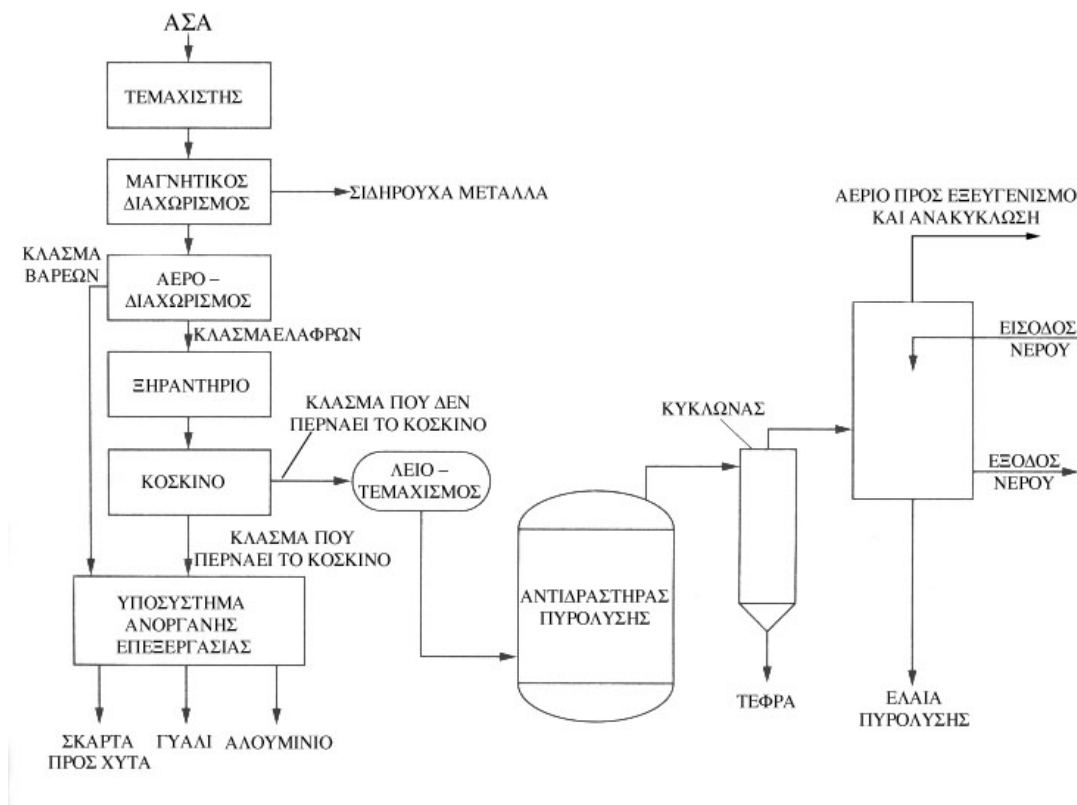 ΑΣΑ
ΤΕΜΑΧΙΣΤΗΣ
ΜΑΓΝΗΤΙΚΟΣ
ΔΙΑΧΩΡΙΣΜΟΣ
ΣΙΔΗΡΟΥΧΑ ΜΕΤΑΛΛΑ
ΚΛΑΣΜΑ
ΒΑΡΕΩΝ
ΑΕΡΟ –
ΔΙΑΧΩΡΙΣΜΟΣ
ΚΛΑΣΜΑΕΛΑΦΡΩΝ
ΞΗΡΑΝΤΗΡΙΟ
ΚΛΑΣΜΑ ΠΟΥ ΔΕΝ
ΠΕΡΝΑΕΙ ΤΟ ΚΟΣΚΙΝΟ
ΚΟΣΚΙΝΟ
ΛΕΙΟ –
ΤΕΜΑΧΙΣΜΟΣ
ΚΛΑΣΜΑ ΠΟΥ
ΠΕΡΝΑΕΙ ΤΟ ΚΟΣΚΙΝΟ
ΥΠΟΣΥΣΤΗΜΑ
ΑΝΟΡΓΑΝΗΣ
ΕΠΕΞΕΡΓΑΣΙΑΣ
ΣΚΑΡΤΑ
ΠΡΟΣ ΧΥΤΑ
ΓΥΑΛΙ
ΑΛΟΥΜΙΝΙΟ
ΑΝΤΙΔΡΑΣΤΗΡΑΣ
ΠΥΡΟΛΥΣΗΣ
ΚΥΚΛΩΝΑΣ
ΤΕΦΡΑ
ΑΕΡΙΟ ΠΡΟΣ ΕΞΕΥΓΕΝΙΣΜΟ
ΚΑΙ ΑΝΑΚΥΚΛΩΣΗ
ΕΙΣΟΔΟΣ
ΝΕΡΟΥ
ΕΞΟΔΟΣ
ΝΕΡΟΥ
ΕΛΑΙΑ
ΠΥΡΟΛΥΣΗΣ